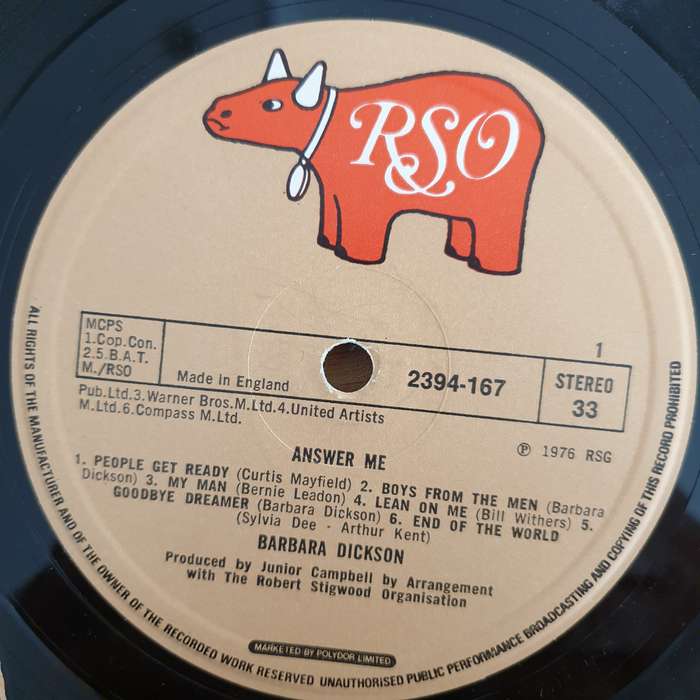 RSO
MCPS
1.Cop.Con.
2.5.B.A.T.
M./RSO
Made in England
2394-167
1
STEREO
33
Pub.Ltd.3.Warner Bros.M.Ltd.4.United Artists
M.Ltd.6.Compass M.Ltd.
℗ 1976 RSG
ANSWER ME
1. PEOPLE GET READY (Curtis Mayfield) 2. BOYS FROM THE MEN (Barbara
Dickson) 3. MY MAN (Bernie Leadon) 4. LEAN ON ME (Bill Withers) 5.
GOODBYE DREAMER (Barbara Dickson) 6. END OF THE WORLD
(Sylvia Dee - Arthur Kent)
BARBARA DICKSON
Produced by Junior Campbell by Arrangement
with The Robert Stigwood Organisation
MARKETED BY POLYDOR LIMITED
ALL RIGHTS OF THE MANUFACTURER AND OF THE OWNER OF THE RECORDED WORK RESERVED UNAUTHORISED PUBLIC PERFORMANCE BROADCASTING AND COPYING OF THIS RECORD PROHIBITED